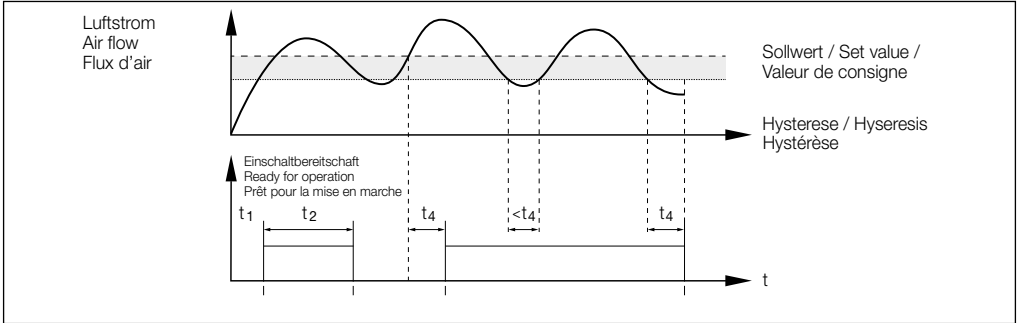 Luftstrom
Air flow
Flux d'air
Sollwert / Set value /
Valeur de consigne
Hysterese / Hyseresis
Hystérèse
Einschaltbereitschaft
Ready for operation
Prêt pour la mise en marche
t1
t2
t4
<t4
t4
t